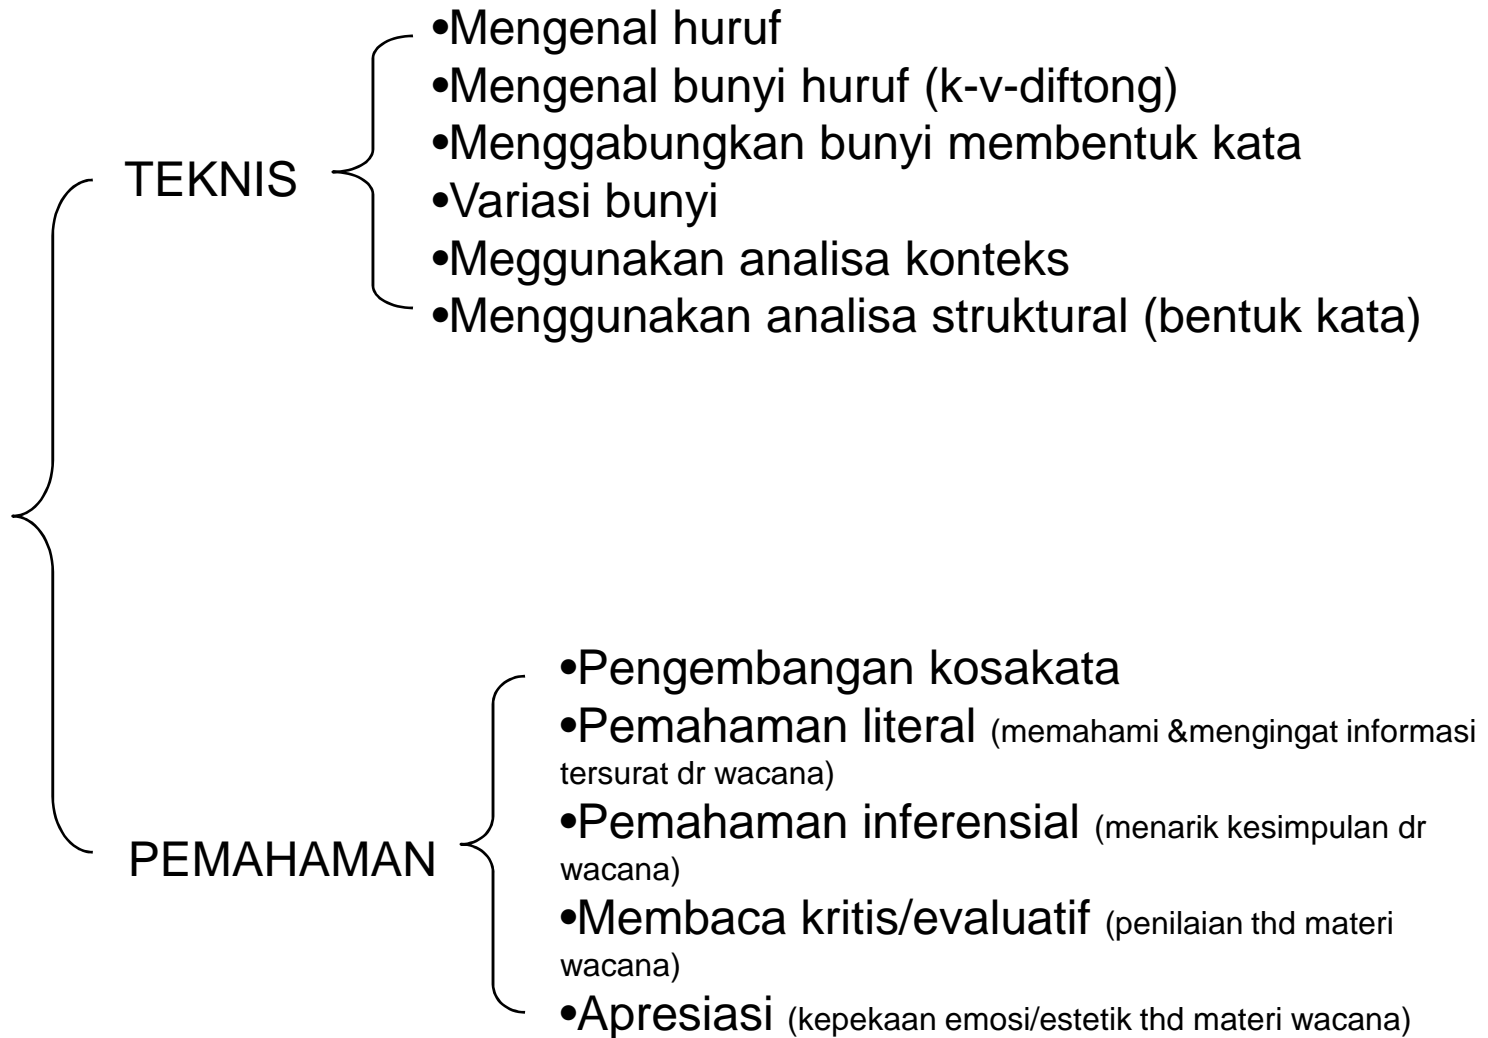 TEKNIS
•Mengenal huruf
•Mengenal bunyi huruf (k-v-diftong)
•Menggabungkan bunyi membentuk kata
•Variasi bunyi
•Meggunakan analisa konteks
•Menggunakan analisa struktural (bentuk kata)
PEMAHAMAN
•Pengembangan kosakata
•Pemahaman literal (memahami &mengingat informasi
tersurat dr wacana)
•Pemahaman inferensial (menarik kesimpulan dr
wacana)
•Membaca kritis/evaluatif (penilaian thd materi
wacana)
•Apresiasi (kepekaan emosi/estetik thd materi wacana)